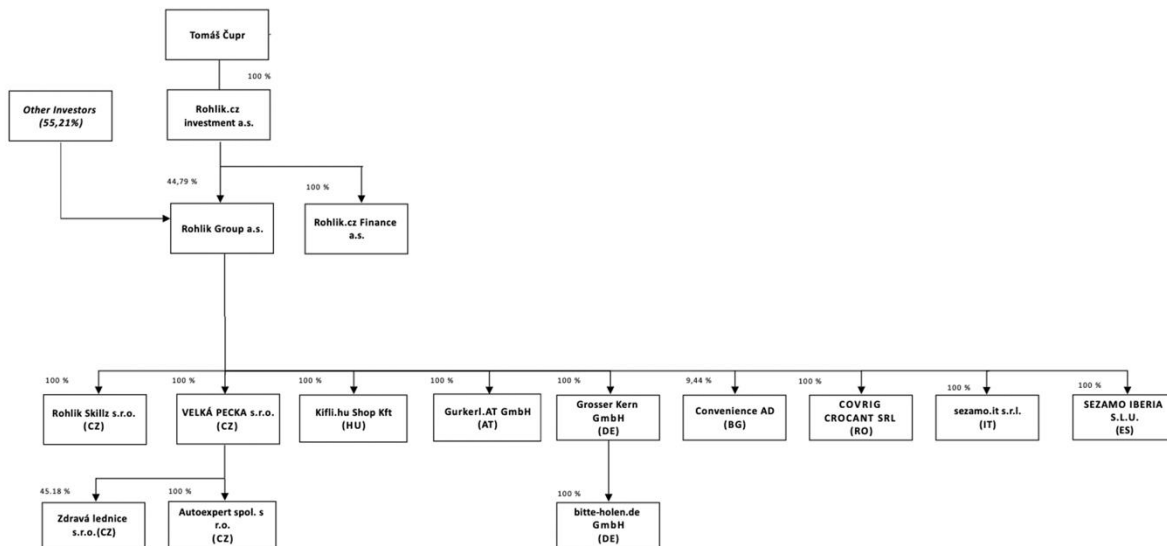 Tomáš Čupr
100 %
Other Investors
(55,21%)
Rohlik.cz
investment a.s.
44,79 %
100 %
Rohlik Group a.s.
Rohlik.cz Finance
a.s.
100 %
100 %
100 %
100 %
100 %
9,44 %
100 %
100 %
100 %
Rohlik Skillz s.r.o.
(CZ)
VELKÁ PECKA s.r.o.
(CZ)
Kifli.hu Shop Kft
(HU)
Gurkerl.AT GmbH
(AT)
Grosser Kern
GmbH
(DE)
Convenience AD
(BG)
COVRIG
CROCANT SRL
(RO)
sezamo.it s.r.l.
(IT)
SEZAMO IBERIA
S.L.U.
(ES)
45.18 %
100 %
100 %
Zdravá lednice
s.r.o.(CZ)
Autoexpert spol. s
r.o.
(CZ)
bitte-holen.de
GmbH
(DE)